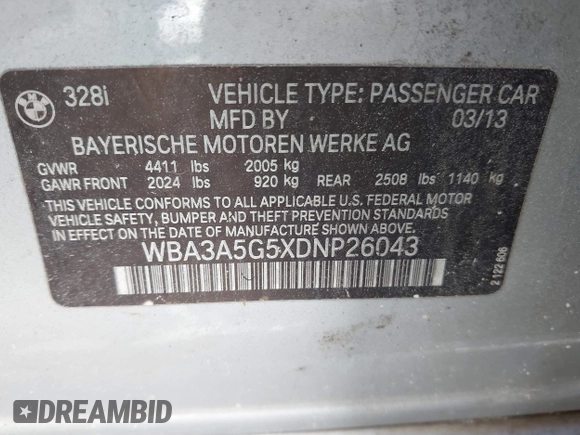 BMW
328i VEHICLE TYPE: PASSENGER CAR
MFD BY 03/13
BAYERISCHE MOTOREN WERKE AG
GVWR 4411 lbs 2005 kg
GAWR FRONT 2024 lbs 920 kg REAR 2508 lbs 1140 kg
THIS VEHICLE CONFORMS TO ALL APPLICABLE U.S. FEDERAL MOTOR
VEHICLE SAFETY, BUMPER AND THEFT PREVENTION STANDARDS
IN EFFECT ON THE DATE OF MANUFACTURE SHOWN ABOVE.
WBA3A5G5XDNP26043
2 122 606
DREAMBID